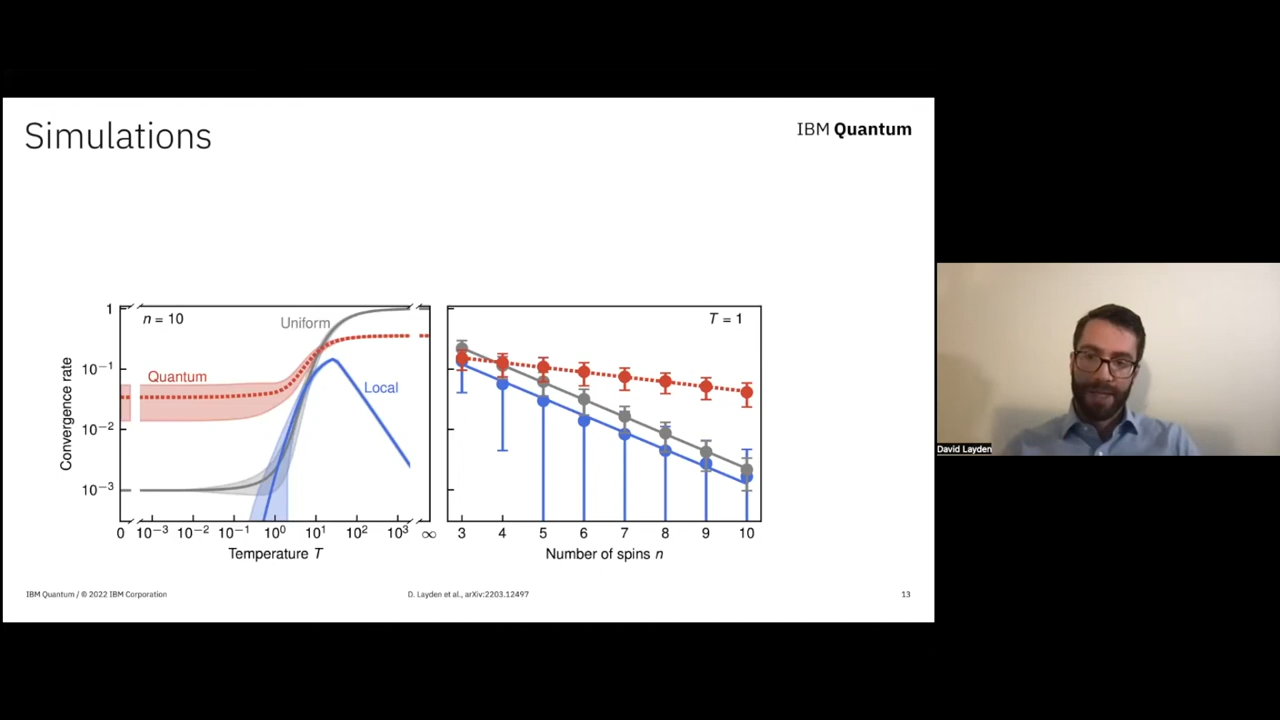 Simulations
IBM Quantum
n = 10
Uniform
Quantum
Local
1
10⁻¹
10⁻²
10⁻³
Convergence rate
0 10⁻³ 10⁻² 10⁻¹ 10⁰ 10¹ 10² 10³ ∞
Temperature T
T = 1
3 4 5 6 7 8 9 10
Number of spins n
David Layden
IBM Quantum / © 2022 IBM Corporation
D. Layden et al., arXiv:2203.12497
13